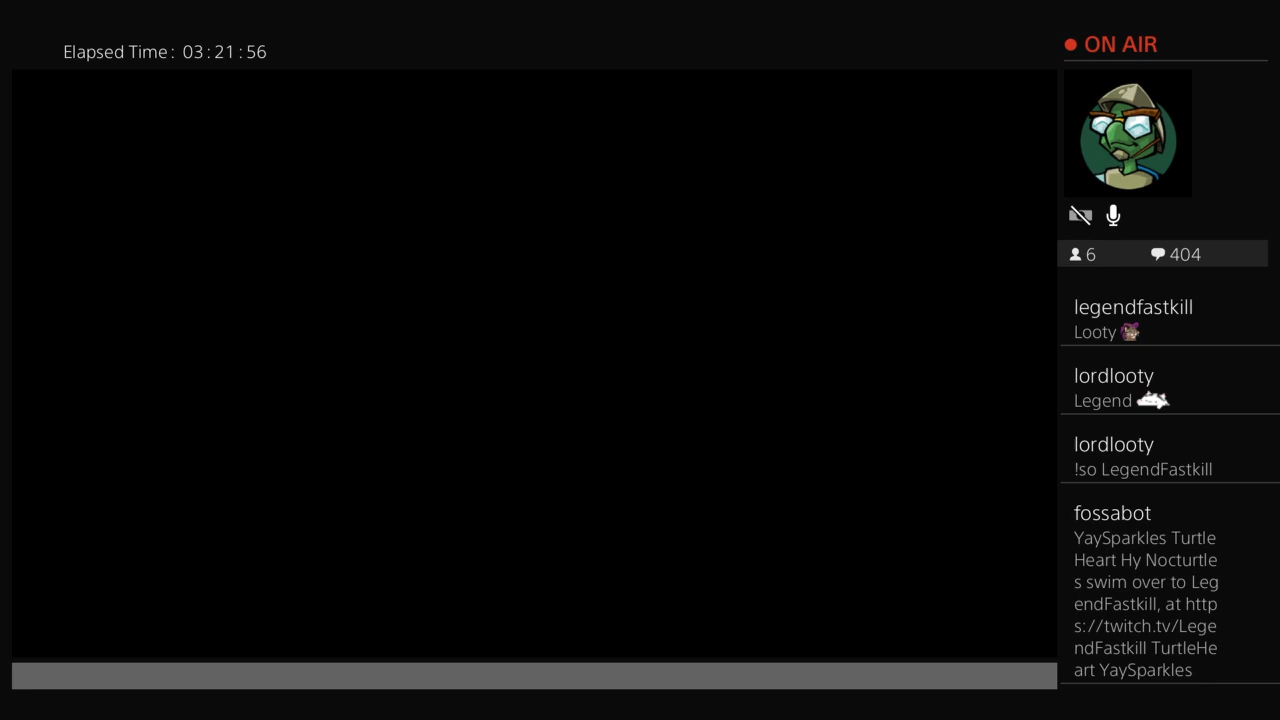 Elapsed Time: 03:21:56
ON AIR
6 404
legendfastkill
Looty
lordlooty
Legend
lordlooty
!so LegendFastkill
fossabot
YaySparkles Turtle
Heart Hy Nocturtle
s swim over to Leg
endFastkill, at http
s://twitch.tv/Lege
ndFastkill TurtleHe
art YaySparkles